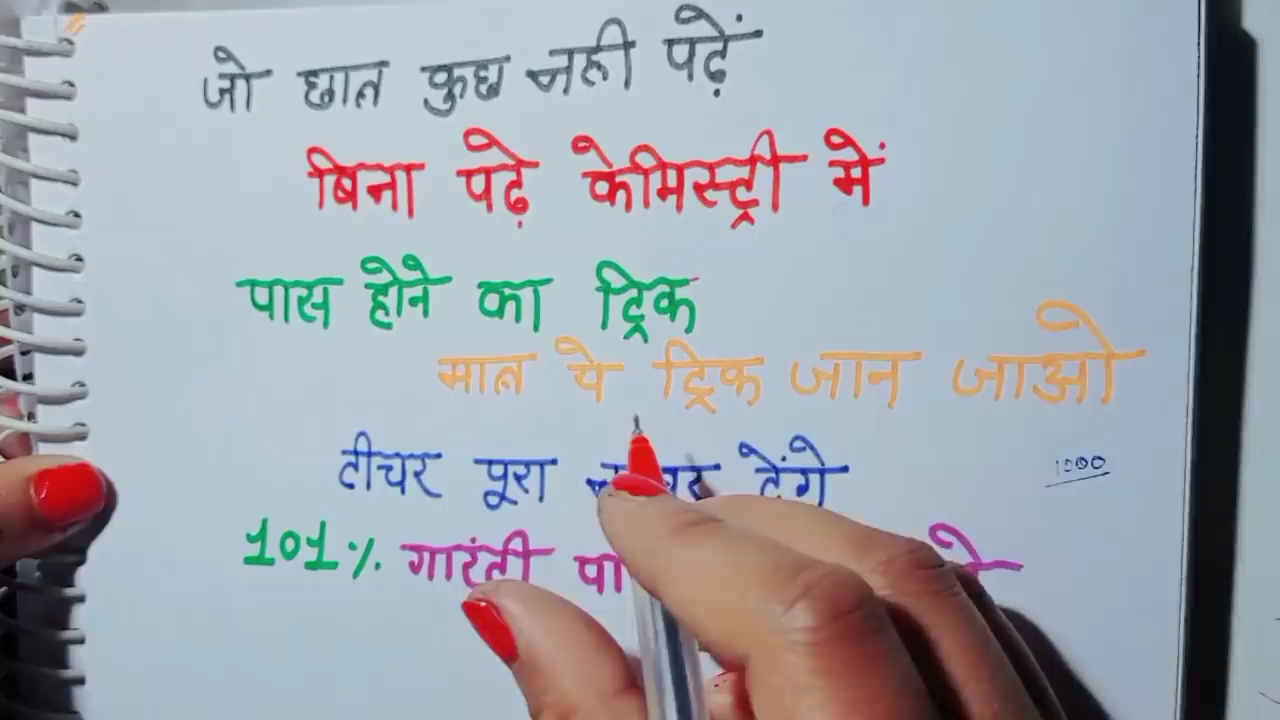 जो छात्र कुछ नही पढ़ें
बिना पढ़े केमिस्ट्री में
पास होने का ट्रिक
मात्र ये ट्रिक जान जाओ
टीचर पूरा देंगे
1000
101% गारंटी